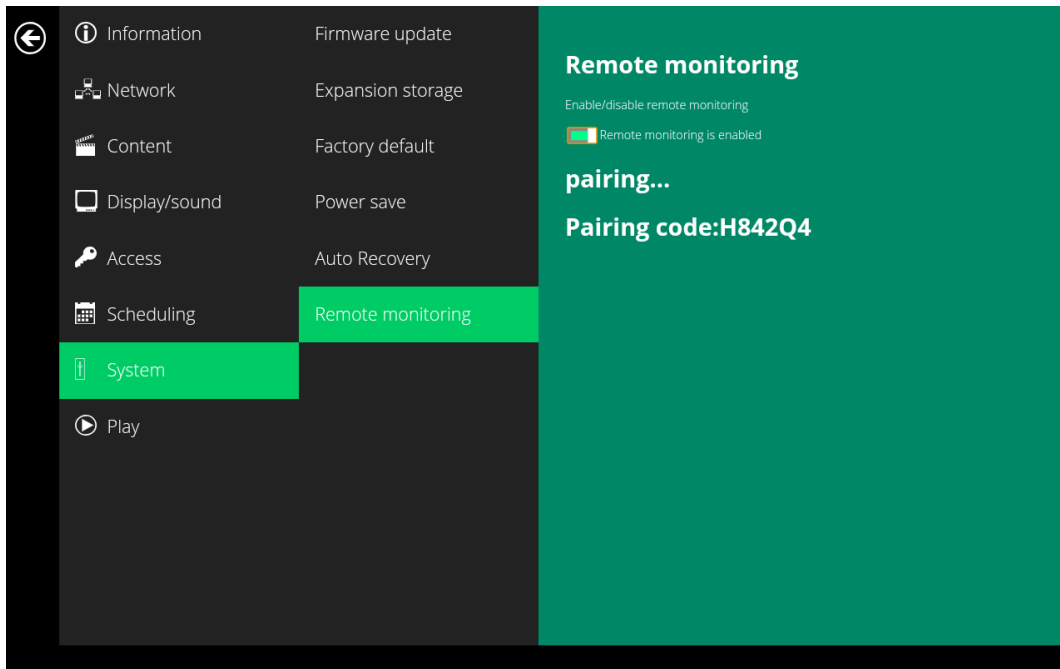 Information
Network
Content
Display/sound
Access
Scheduling
System
Play
Firmware update
Expansion storage
Factory default
Power save
Auto Recovery
Remote monitoring
Remote monitoring
Enable/disable remote monitoring
Remote monitoring is enabled
pairing...
Pairing code:H842Q4